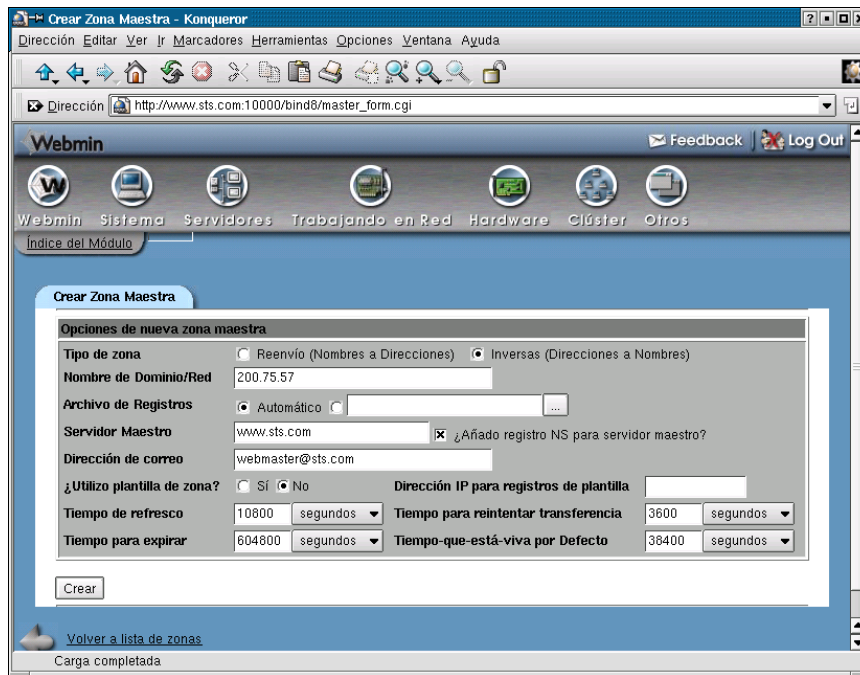 Crear Zona Maestra - Konqueror
Dirección Editar Ver Ir Marcadores Herramientas Opciones Ventana Ayuda
Dirección http://www.sts.com:10000/bind8/master_form.cgi
Webmin Feedback Log Out
Webmin Sistema Servidores Trabajando en Red Hardware Clúster Otros
Índice del Módulo
Crear Zona Maestra
Opciones de nueva zona maestra
Tipo de zona Reenvío (Nombres a Direcciones) Inversas (Direcciones a Nombres)
Nombre de Dominio/Red 200.75.57
Archivo de Registros Automático ...
Servidor Maestro www.sts.com ¿Añado registro NS para servidor maestro?
Dirección de correo webmaster@sts.com
¿Utilizo plantilla de zona? Sí No Dirección IP para registros de plantilla
Tiempo de refresco 10800 segundos Tiempo para reintentar transferencia 3600 segundos
Tiempo para expirar 604800 segundos Tiempo-que-está-viva por Defecto 38400 segundos
Crear
Volver a lista de zonas
Carga completada